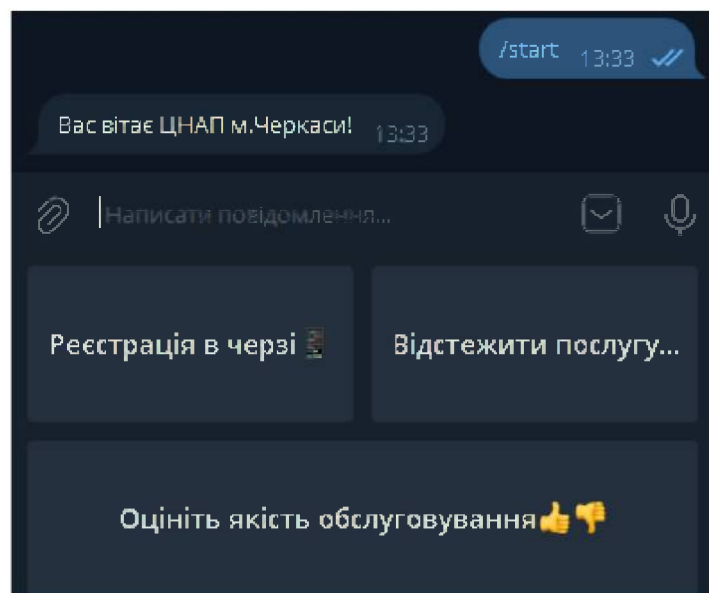 /start 13:33
Вас вітає ЦНАП м.Черкаси! 13:33
Написати повідомлення...
Реєстрація в черзі📱
Відстежити послугу...
Оцініть якість обслуговування👍👎